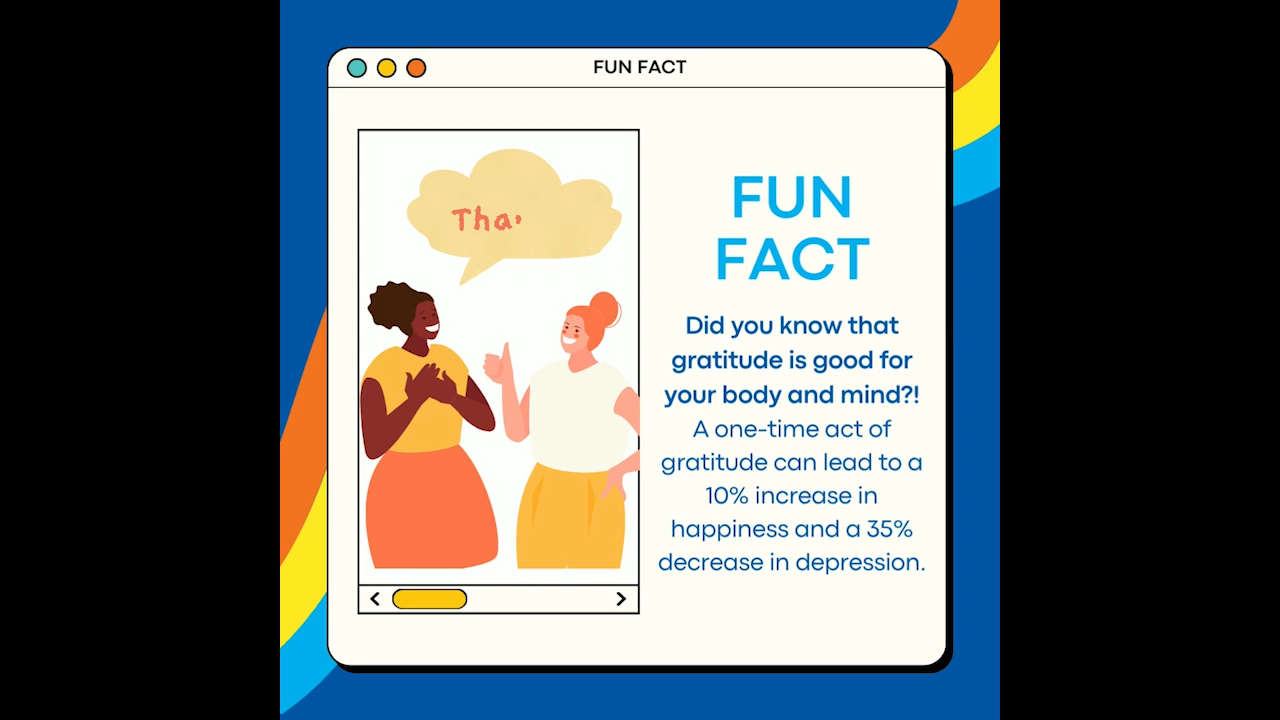 FUN FACT
Tha
FUN
FACT
Did you know that
gratitude is good for
your body and mind?!
A one-time act of
gratitude can lead to a
10% increase in
happiness and a 35%
decrease in depression.